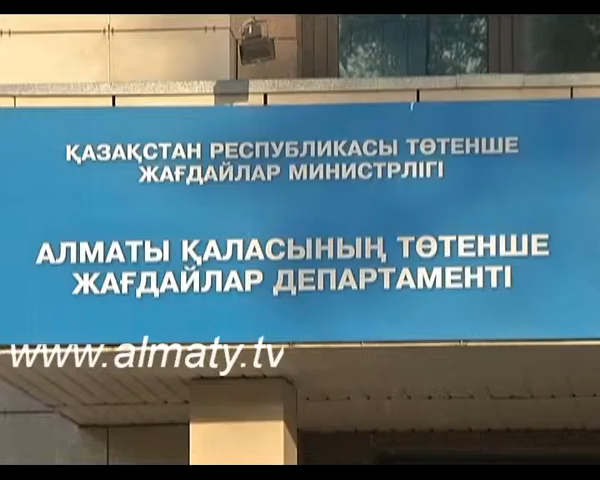 ҚАЗАҚСТАН РЕСПУБЛИКАСЫ ТӨТЕНШЕ
ЖАҒДАЙЛАР МИНИСТРЛІГІ
АЛМАТЫ ҚАЛАСЫНЫҢ ТӨТЕНШЕ
ЖАҒДАЙЛАР ДЕПАРТАМЕНТІ
www.almaty.tv